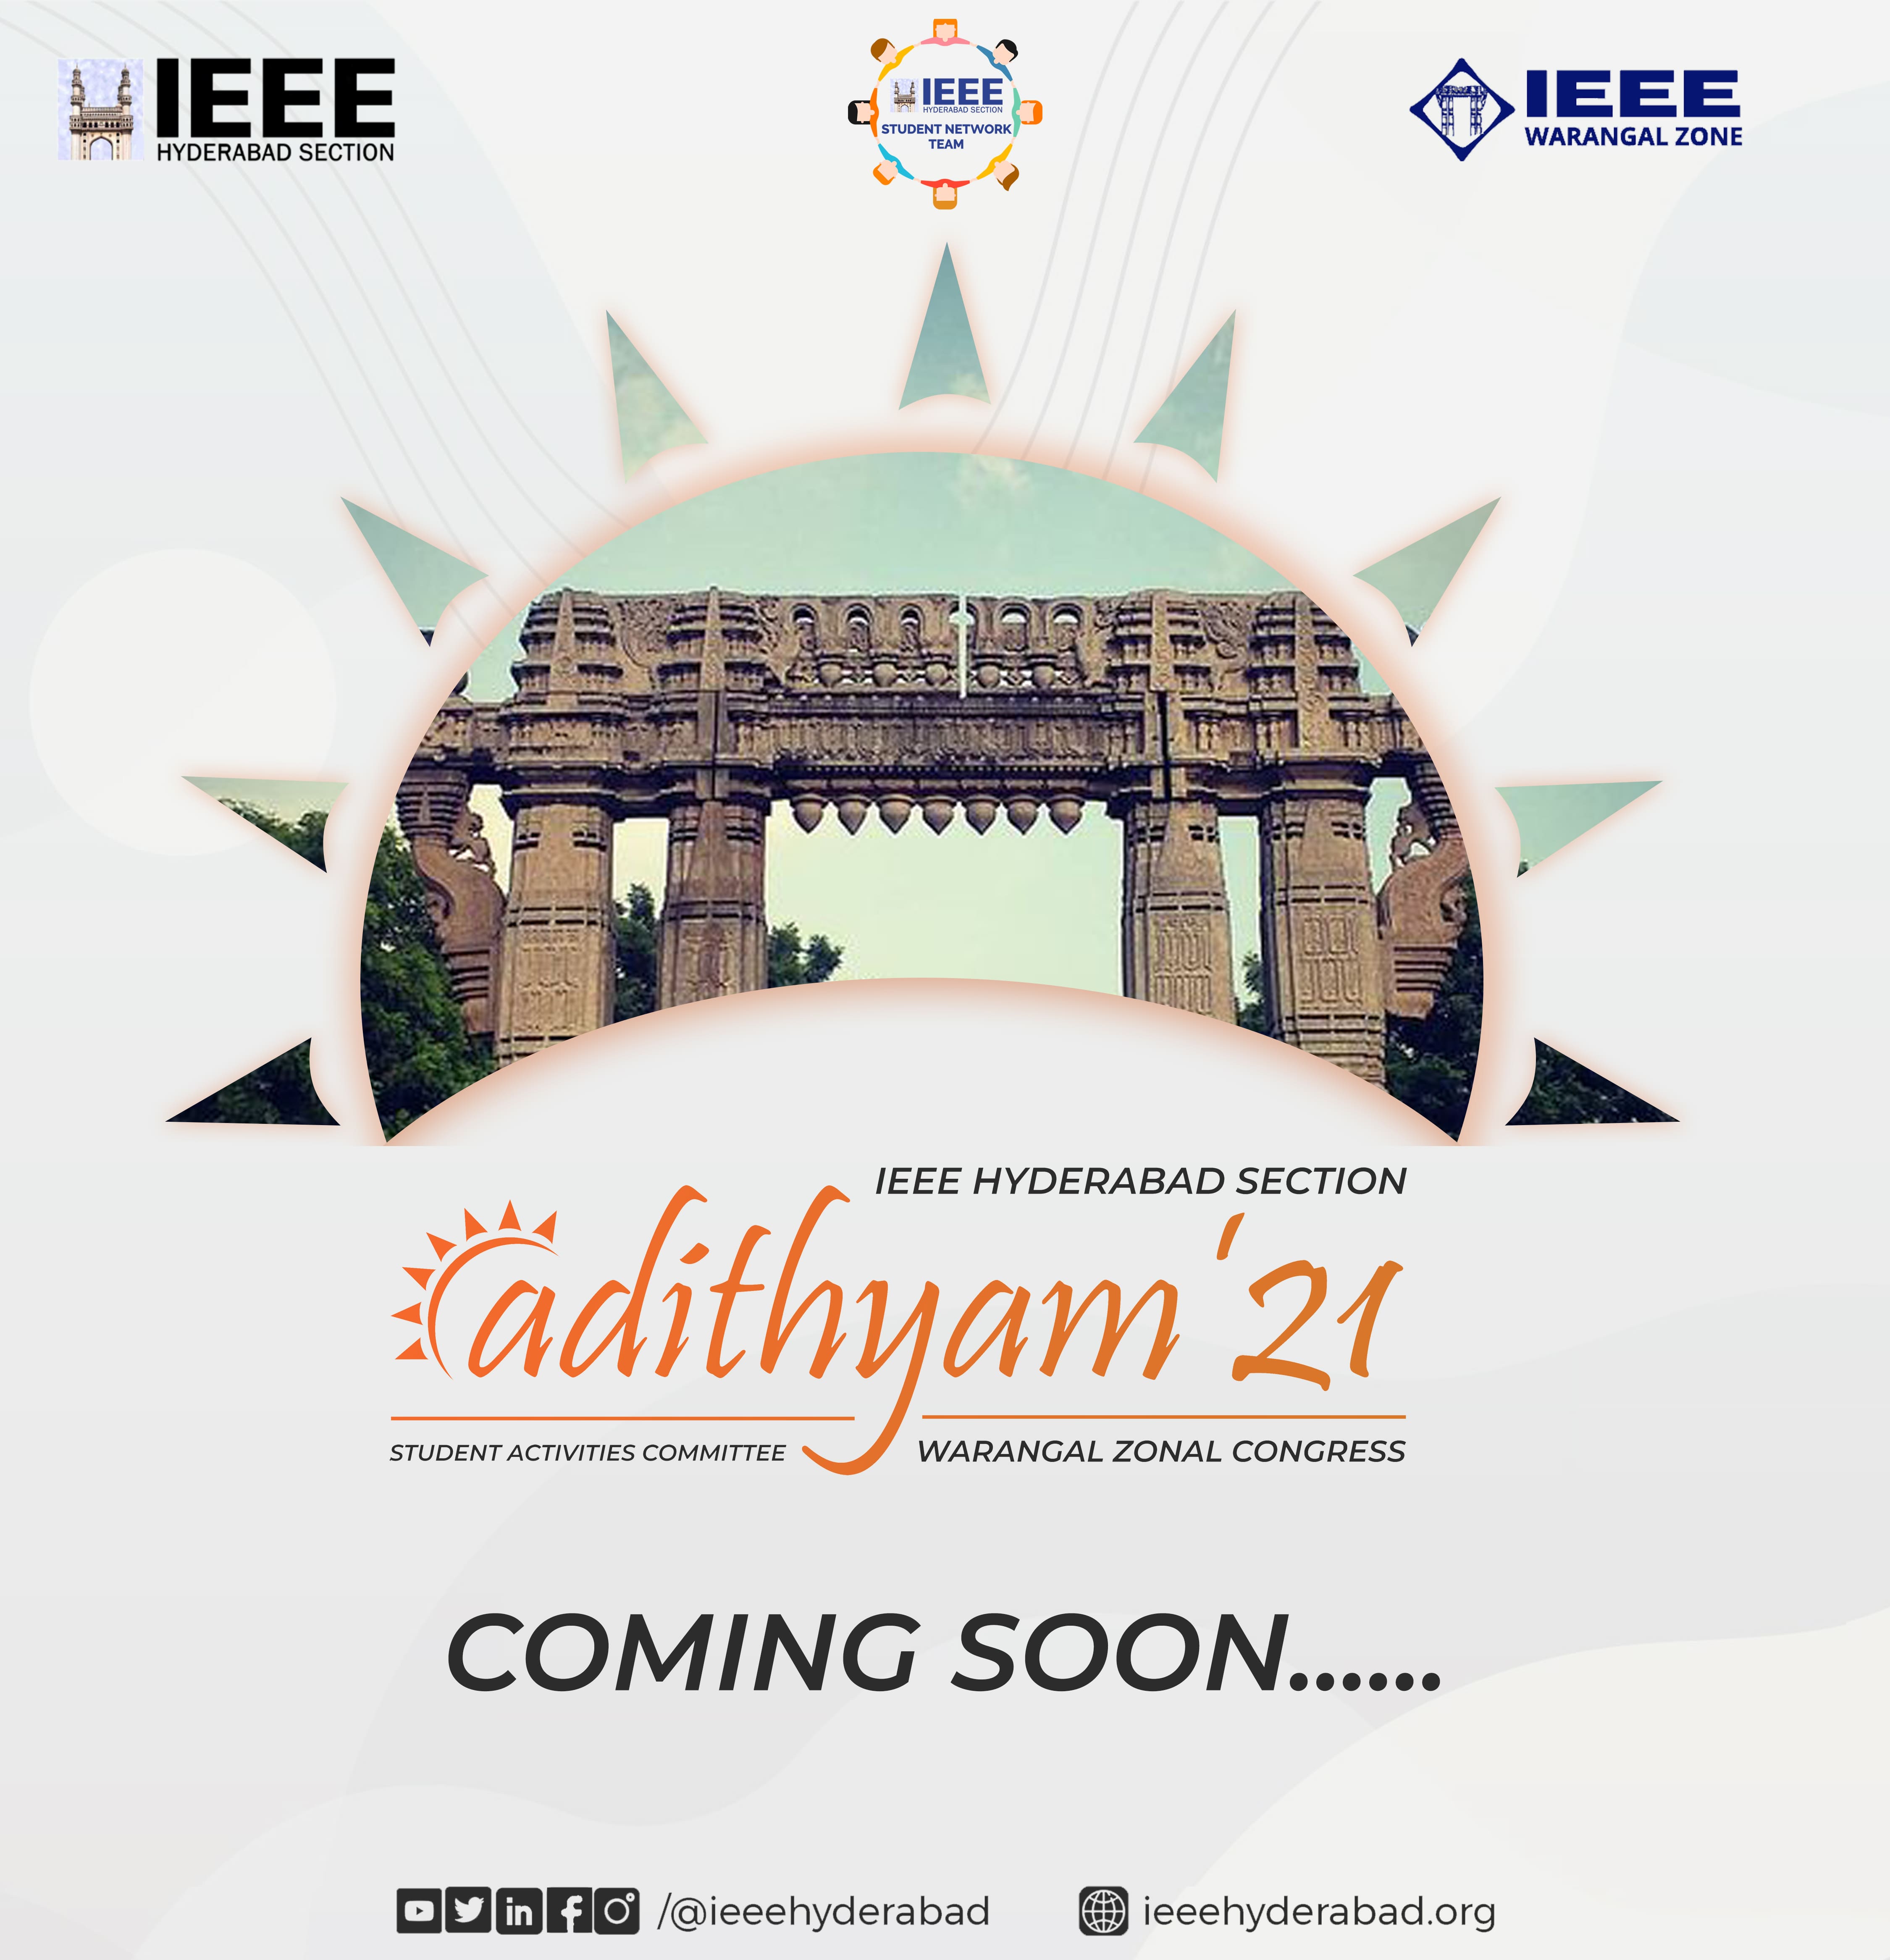 IEEE
HYDERABAD SECTION
IEEE
HYDERABAD SECTION
STUDENT NETWORK
TEAM
IEEE
WARANGAL ZONE
IEEE HYDERABAD SECTION
adithyam'21
STUDENT ACTIVITIES COMMITTEE
WARANGAL ZONAL CONGRESS
COMING SOON......
/@ieeehyderabad
ieeehyderabad.org